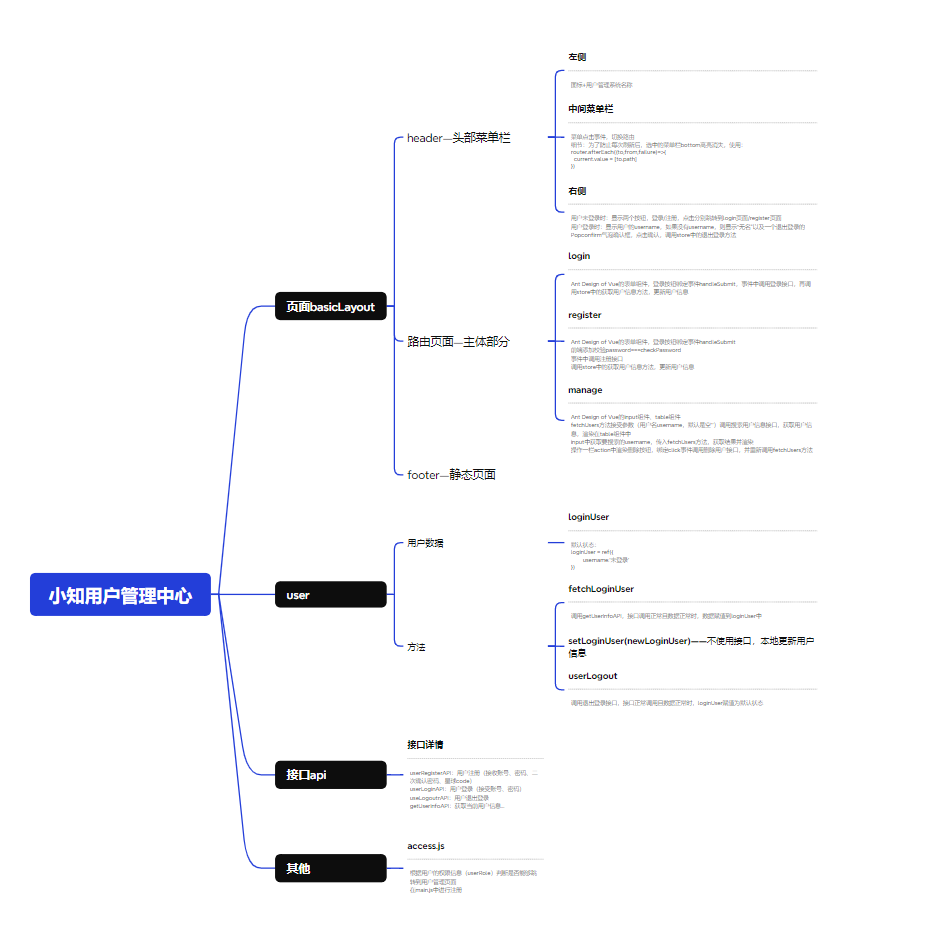 小知用户管理中心
页面basicLayout
header—头部菜单栏
左侧
图标+用户管理系统名称
中间菜单栏
菜单点击事件，切换路由
细节：为了防止每次刷新后，选中的菜单栏bottom高亮消失，使用
router.afterEach((to,from,failure)=>{
current.value = [to.path]
})
右侧
用户未登录时：显示两个按钮，登录/注册，点击分别跳转到login页面/register页面
用户登录时：显示用户的username，如果没有username，则显示“无名”以及一个退出登录的
Popconfirm气泡确认框，点击确认，调用store中的退出登录方法
路由页面—主体部分
login
Ant Design of Vue的表单组件，登录按钮绑定事件handleSubmit，事件中调用登录接口，再调
用store中的获取用户信息方法，更新用户信息
register
Ant Design of Vue的表单组件，登录按钮绑定事件handleSubmit
前端添加校验password===checkPassword
事件中调用注册接口
调用store中的获取用户信息方法，更新用户信息
manage
Ant Design of Vue的input组件，table组件
fetchUsers方法接受参数（用户名username，默认是空''）调用搜索用户信息接口，获取用户信
息，渲染在table组件中
input中获取要搜索的username，传入fetchUsers方法，获取结果并渲染
操作一栏action中渲染删除按钮，绑定click事件调用删除用户接口，并重新调用fetchUsers方法
footer—静态页面
user
用户数据
loginUser
默认状态：
loginUser = ref({
username:'未登录'
})
方法
fetchLoginUser
调用getUserInfoAPI，接口调用正常且数据正常时，数据赋值到loginUser中
setLoginUser(newLoginUser)——不使用接口，本地更新用户
信息
userLogout
调用退出登录接口，接口正常调用且数据正常时，loginUser赋值为默认状态
接口api
接口详情
userRegisterAPI：用户注册（接收账号、密码、二
次确认密码、星球code）
userLoginAPI：用户登录（接受账号、密码）
useLogoutrAPI：用户退出登录
getUserInfoAPI：获取当前用户信息...
其他
access.js
根据用户的权限信息（userRole）判断是否能够跳
转到用户管理页面
在main.js中进行注册